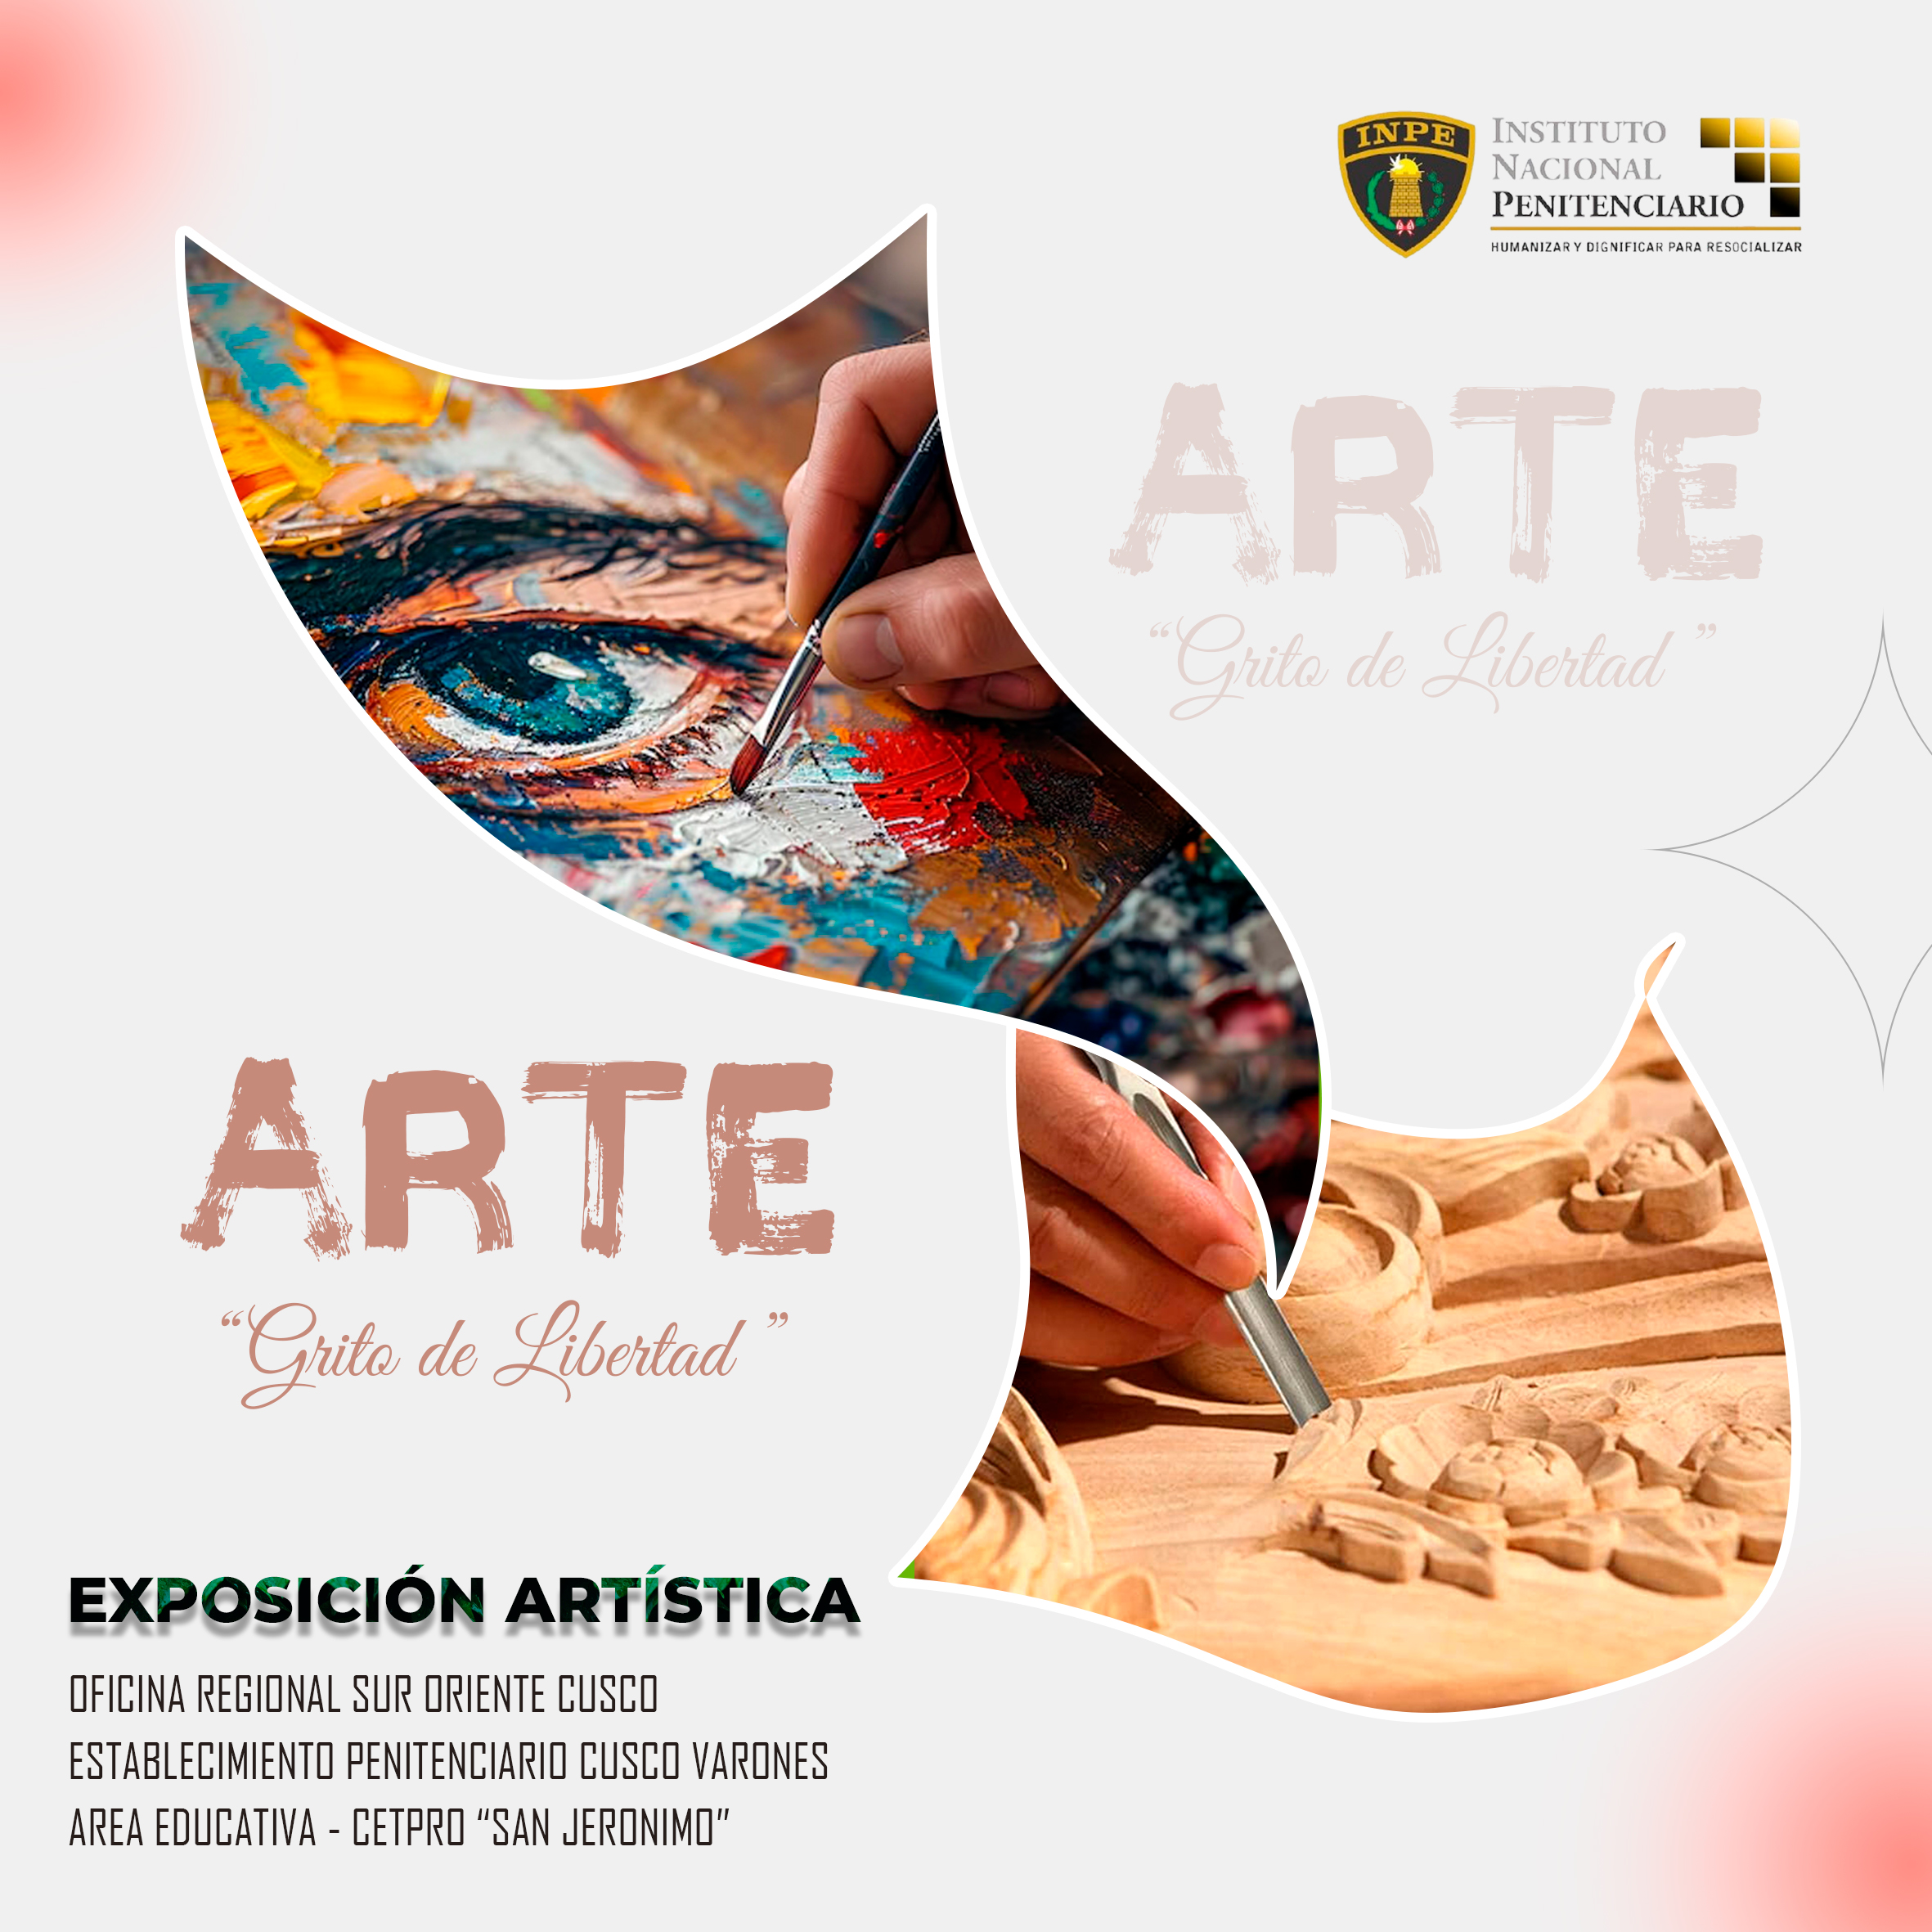 INPE
INSTITUTO
NACIONAL
PENITENCIARIO
HUMANIZAR Y DIGNIFICAR PARA RESOCIALIZAR
ARTE
“Grito de Libertad”
ARTE
“Grito de Libertad”
EXPOSICIÓN ARTÍSTICA
OFICINA REGIONAL SUR ORIENTE CUSCO
ESTABLECIMIENTO PENITENCIARIO CUSCO VARONES
AREA EDUCATIVA - CETPRO “SAN JERONIMO”